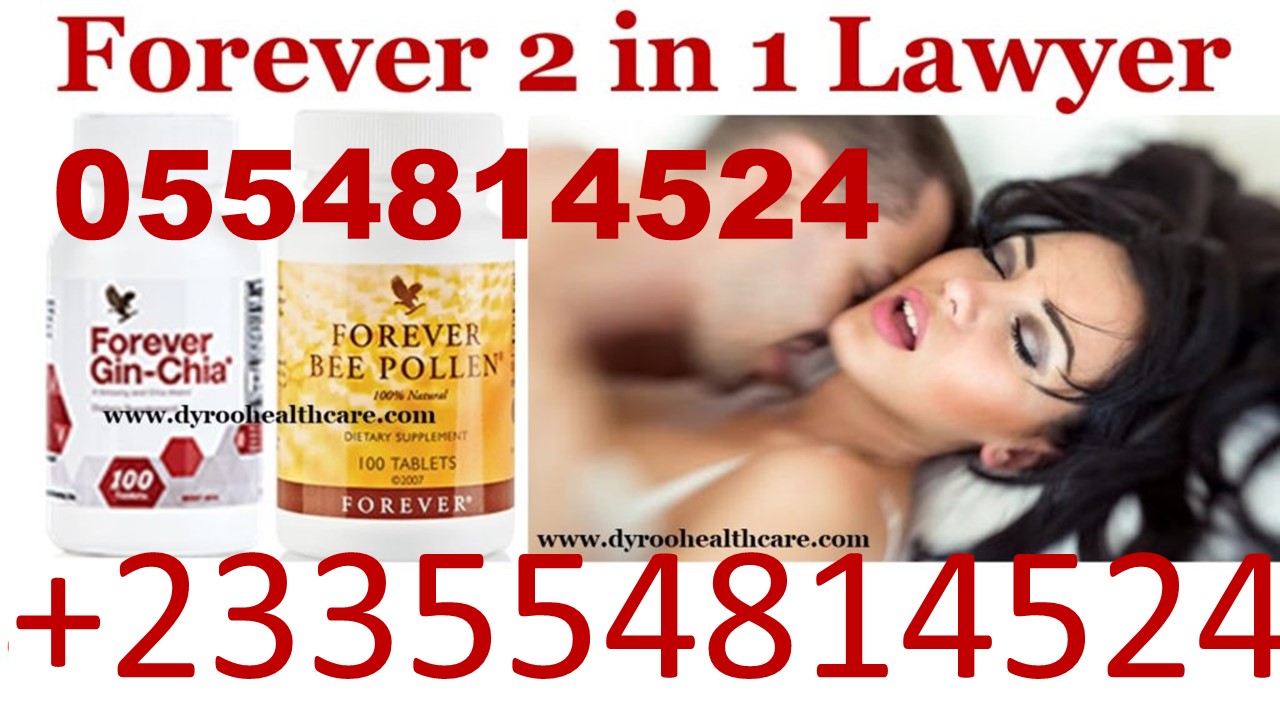 Forever 2 in 1 Lawyer
0554814524
Forever
Gin-Chia®
www.dyroohealthcare.com
100
FOREVER
BEE POLLEN®
100% Natural
DIETARY SUPPLEMENT
100 TABLETS
©2007
FOREVER®
www.dyroohealthcare.com
+233554814524